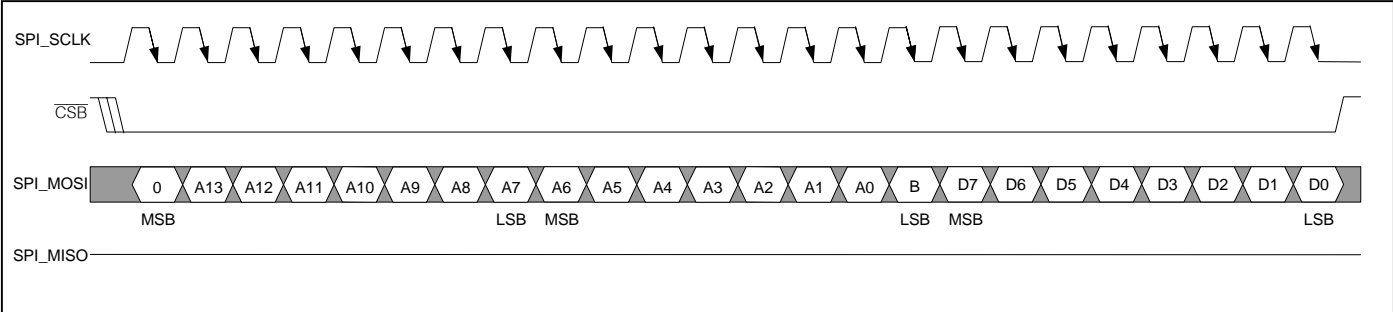 SPI_SCLK
CSB
SPI_MOSI 0 A13 A12 A11 A10 A9 A8 A7 A6 A5 A4 A3 A2 A1 A0 B D7 D6 D5 D4 D3 D2 D1 D0
MSB LSB MSB LSB MSB LSB
SPI_MISO